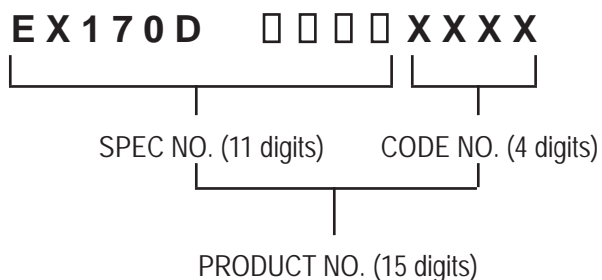 EX170D □□□□XXXX
SPEC NO. (11 digits) CODE NO. (4 digits)
PRODUCT NO. (15 digits)